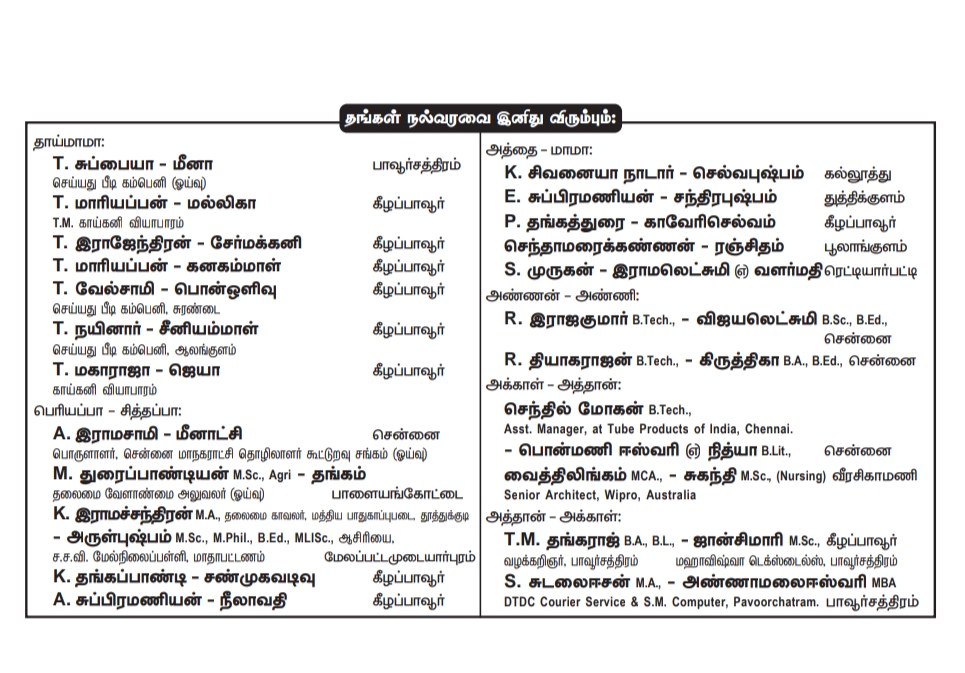 தங்கள் நல்வரவை இனிது விரும்பும்:
தாய்மாமா:
T. சுப்பையா – மீனா பாவூர்சத்திரம்
செய்யது பீடி கம்பெனி (ஓய்வு)
T. மாரியப்பன் – மல்லிகா கீழப்பாவூர்
T.M. காய்கனி வியாபாரம்
T. இராஜேந்திரன் – சேர்மக்கனி கீழப்பாவூர்
T. மாரியப்பன் – கனகம்மாள் கீழப்பாவூர்
T. வேல்சாமி – பொன்ஒளிவு கீழப்பாவூர்
செய்யது பீடி கம்பெனி, சுரண்டை
T. நயினார் – சீனியம்மாள் கீழப்பாவூர்
செய்யது பீடி கம்பெனி, ஆலங்குளம்
T. மகாராஜா – ஜெயா கீழப்பாவூர்
காய்கனி வியாபாரம்
பெரியப்பா – சித்தப்பா:
A. இராமசாமி – மீனாட்சி சென்னை
பொருளாளர், சென்னை மாநகராட்சி தொழிலாளர் கூட்டுறவு சங்கம் (ஓய்வு)
M. துரைப்பாண்டியன் M.Sc., Agri – தங்கம்
தலைமை வேளாண்மை அலுவலர் (ஓய்வு) பாளையங்கோட்டை
K. இராமச்சந்திரன் M.A., தலைமை காவலர், மத்திய பாதுகாப்புபடை, தூத்துக்குடி
– அருள்புஷ்பம் M.Sc., M.Phil., B.Ed., MLISc., ஆசிரியை,
ச.ச.வி. மேல்நிலைப்பள்ளி, மாதாபட்டணம் மேலப்பட்டமுடையார்புரம்
K. தங்கப்பாண்டி – சண்முகவடிவு கீழப்பாவூர்
A. சுப்பிரமணியன் – நீலாவதி கீழப்பாவூர்
அத்தை – மாமா:
K. சிவனையா நாடார் – செல்வபுஷ்பம் கல்லூத்து
E. சுப்பிரமணியன் – சந்திரபுஷ்பம் துத்திக்குளம்
P. தங்கத்துரை – காவேரிசெல்வம் கீழப்பாவூர்
செந்தாமரைக்கண்ணன் – ரஞ்சிதம் பூலாங்குளம்
S. முருகன் – இராமலெட்சுமி (எ) வளர்மதி ரெட்டியார்பட்டி
அண்ணன் – அண்ணி:
R. இராஜகுமார் B.Tech., – விஜயலெட்சுமி B.Sc., B.Ed.,
சென்னை
R. தியாகராஜன் B.Tech., – கிருத்திகா B.A., B.Ed., சென்னை
அக்காள் – அத்தான்:
செந்தில் மோகன் B.Tech.,
Asst. Manager, at Tube Products of India, Chennai.
– பொன்மணி ஈஸ்வரி (எ) நித்யா B.Lit., சென்னை
வைத்திலிங்கம் MCA., – சுகந்தி M.Sc., (Nursing) வீரசிகாமணி
Senior Architect, Wipro, Australia
அத்தான் – அக்காள்:
T.M. தங்கராஜ் B.A., B.L., – ஜான்சிமாரி M.Sc., கீழப்பாவூர்
வழக்கறிஞர், பாவூர்சத்திரம் மஹாவிஷ்வா டெக்ஸ்டைல்ஸ், பாவூர்சத்திரம்
S. சுடலைஈசன் M.A., – அண்ணாமலைஈஸ்வரி MBA
DTDC Courier Service & S.M. Computer, Pavoorchatram. பாவூர்சத்திரம்